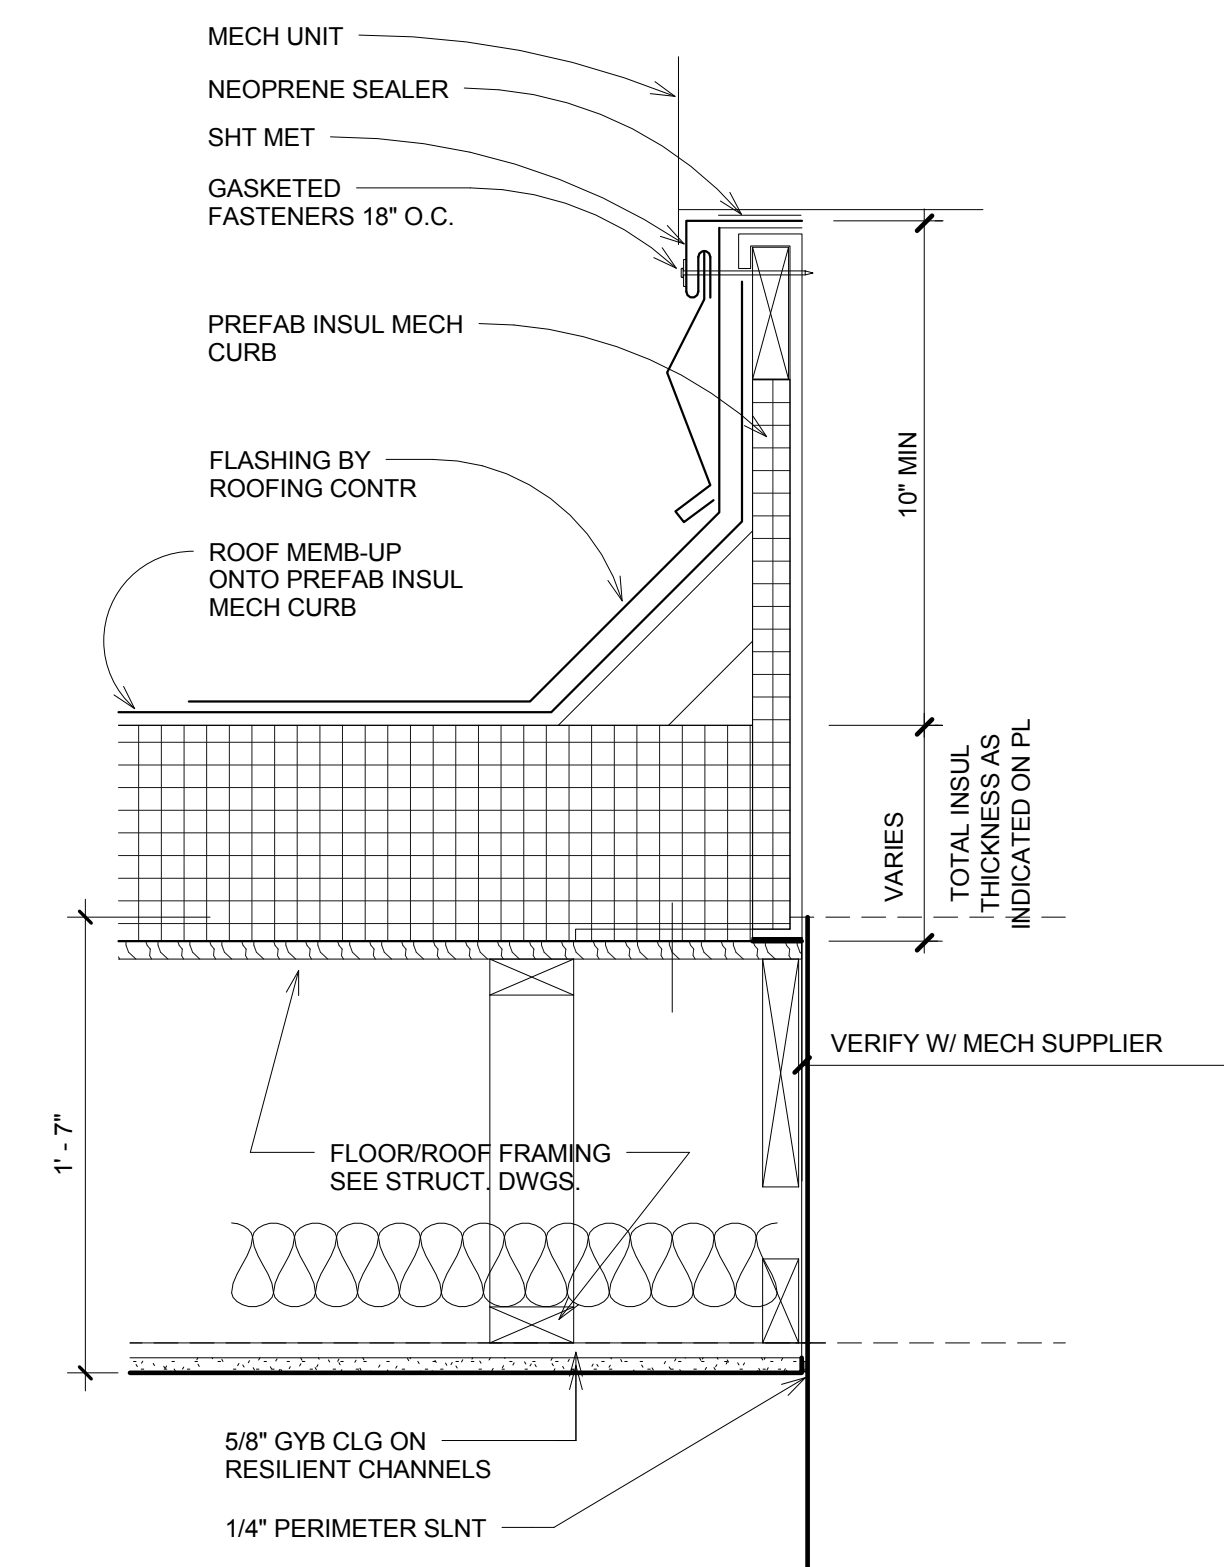 MECH UNIT
NEOPRENE SEALER
SHT MET
GASKETED
FASTENERS 18" O.C.
PREFAB INSUL MECH
CURB
FLASHING BY
ROOFING CONTR
ROOF MEMB-UP
ONTO PREFAB INSUL
MECH CURB
10" MIN
VARIES
TOTAL INSUL
THICKNESS AS
INDICATED ON PL
VERIFY W/ MECH SUPPLIER
1' - 7"
FLOOR/ROOF FRAMING
SEE STRUCT. DWGS.
5/8" GYB CLG ON
RESILIENT CHANNELS
1/4" PERIMETER SLNT